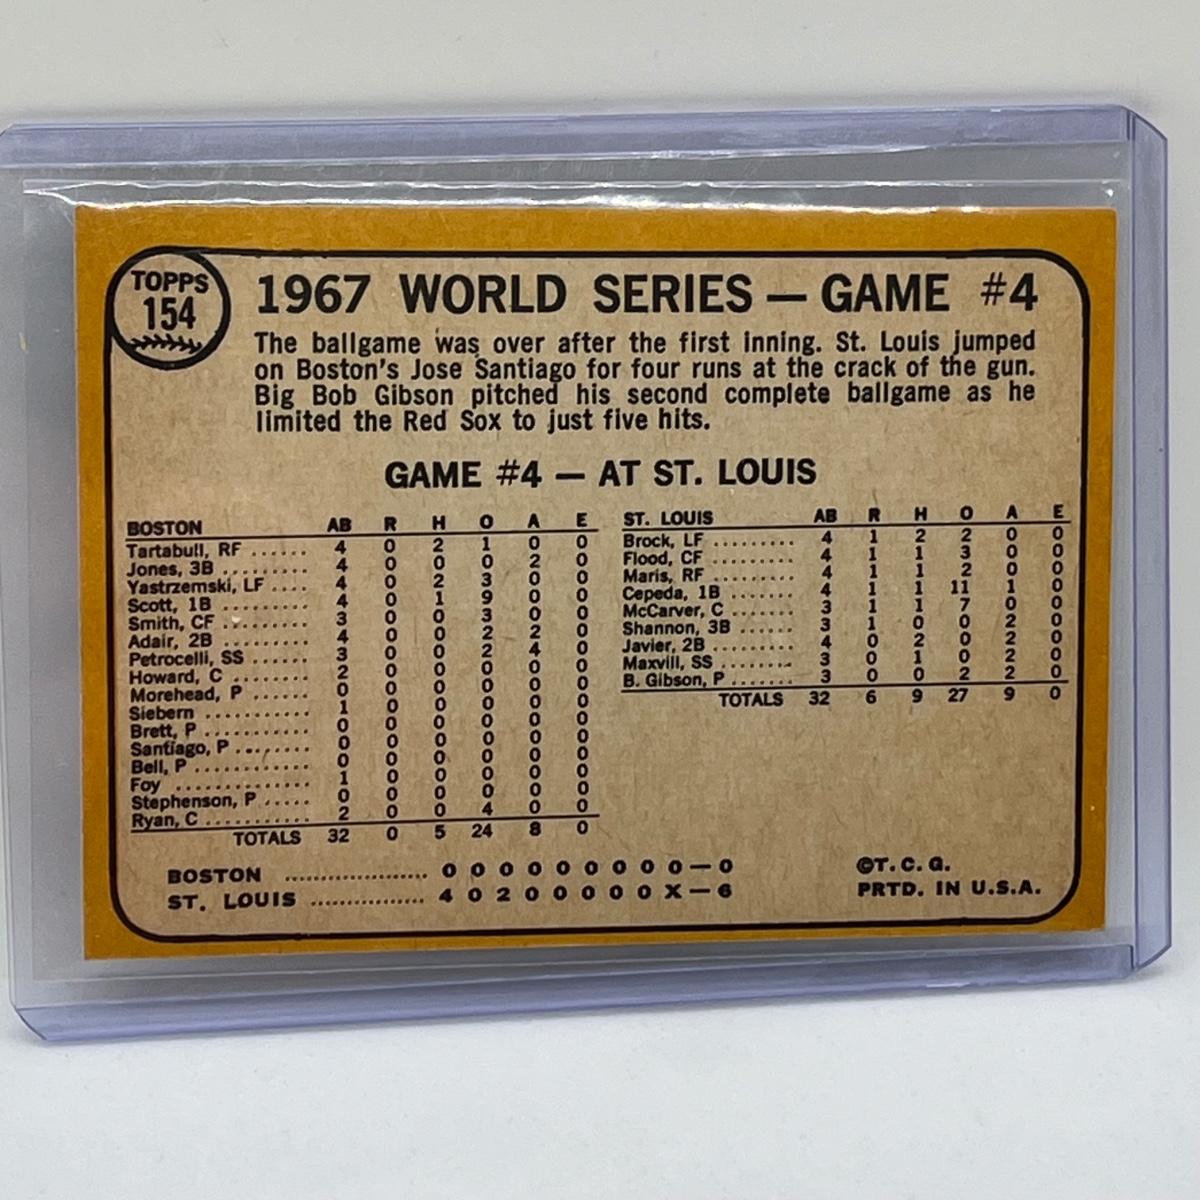 TOPPS
154
1967 WORLD SERIES — GAME #4
The ballgame was over after the first inning. St. Louis jumped
on Boston's Jose Santiago for four runs at the crack of the gun.
Big Bob Gibson pitched his second complete ballgame as he
limited the Red Sox to just five hits.
GAME #4 — AT ST. LOUIS
BOSTON AB R H O A E
Tartabull, RF ...... 4 0 2 1 0 0
Jones, 3B .......... 4 0 0 0 2 0
Yastrzemski, LF .... 4 0 2 3 0 0
Scott, 1B .......... 4 0 1 9 0 0
Smith, CF .......... 3 0 0 3 0 0
Adair, 2B .......... 4 0 0 2 2 0
Petrocelli, SS ...... 3 0 0 2 4 0
Howard, C ........ 2 0 0 0 0 0
Morehead, P ...... 0 0 0 0 0 0
Siebern ............ 1 0 0 0 0 0
Brett, P ............ 0 0 0 0 0 0
Santiago, P ........ 0 0 0 0 0 0
Bell, P ............ 0 0 0 0 0 0
Foy .............. 1 0 0 0 0 0
Stephenson, P ..... 0 0 0 0 0 0
Ryan, C ........... 2 0 0 4 0 0
TOTALS 32 0 5 24 8 0
ST. LOUIS AB R H O A E
Brock, LF ......... 4 1 2 2 0 0
Flood, CF ......... 4 1 1 3 0 0
Maris, RF ......... 4 1 1 2 0 0
Cepeda, 1B ........ 4 1 1 11 1 0
McCarver, C ....... 3 1 1 7 0 0
Shannon, 3B ...... 3 1 0 0 2 0
Javier, 2B ......... 4 0 2 0 2 0
Maxvill, SS ........ 3 0 1 0 2 0
B. Gibson, P ....... 3 0 0 2 2 0
TOTALS 32 6 9 27 9 0
BOSTON .................... 0 0 0 0 0 0 0 0 0—0
ST. LOUIS ................ 4 0 2 0 0 0 0 0 X—6
©T.C.G.
PRTD. IN U.S.A.